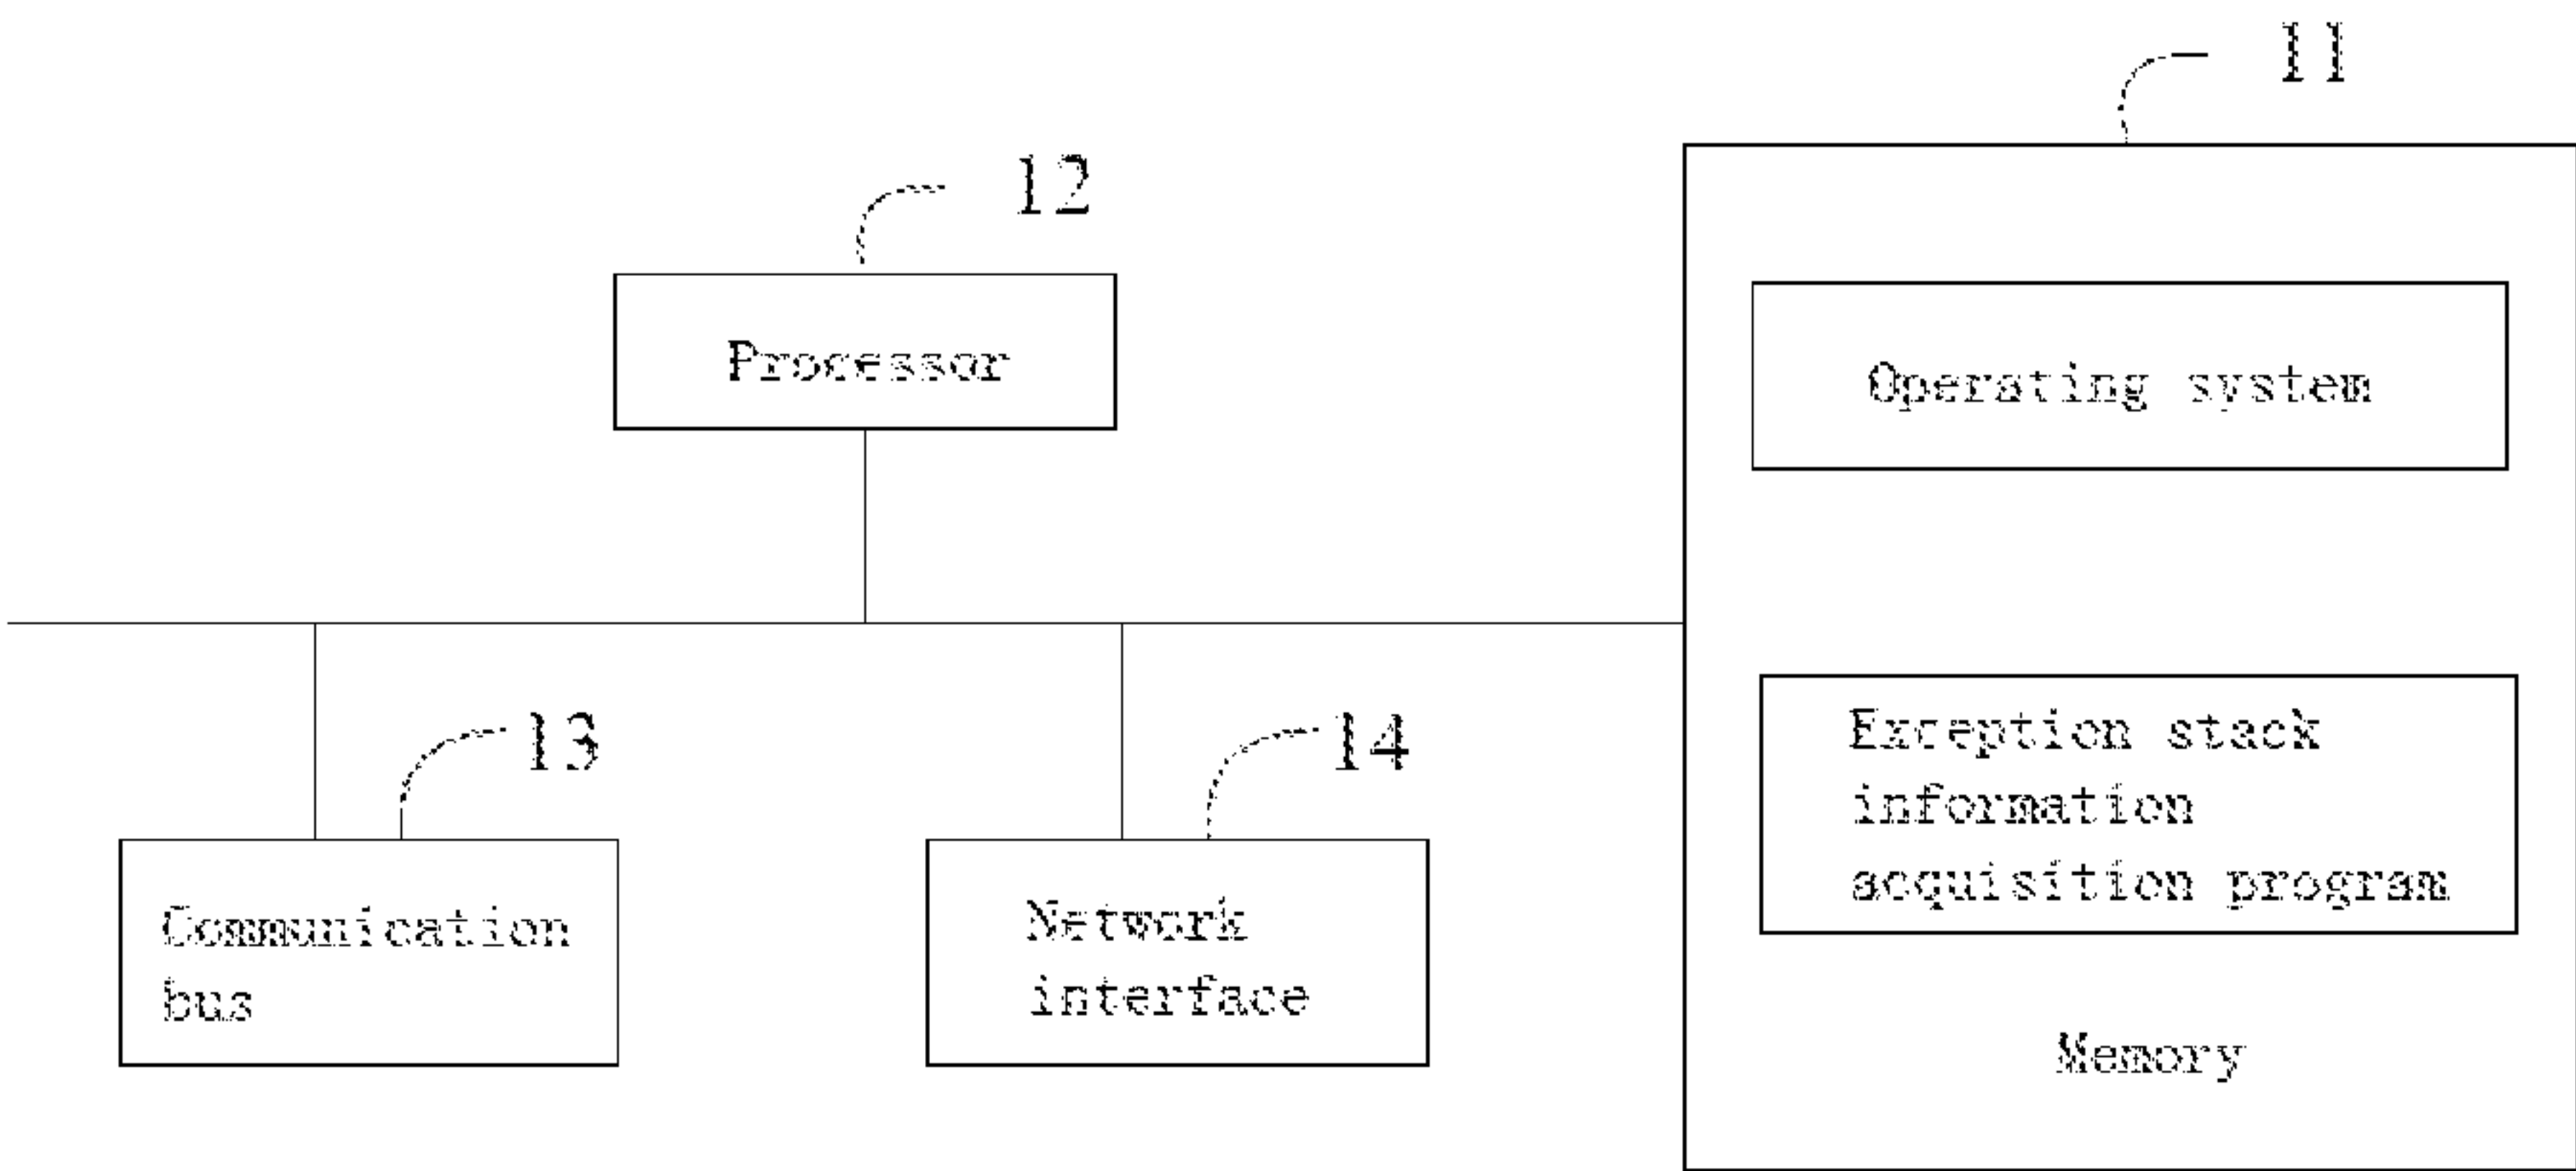 11
12
Processor
Operating system
13
14
Exception stack
information
acquisition program
Communication
bus
Network
interface
Memory